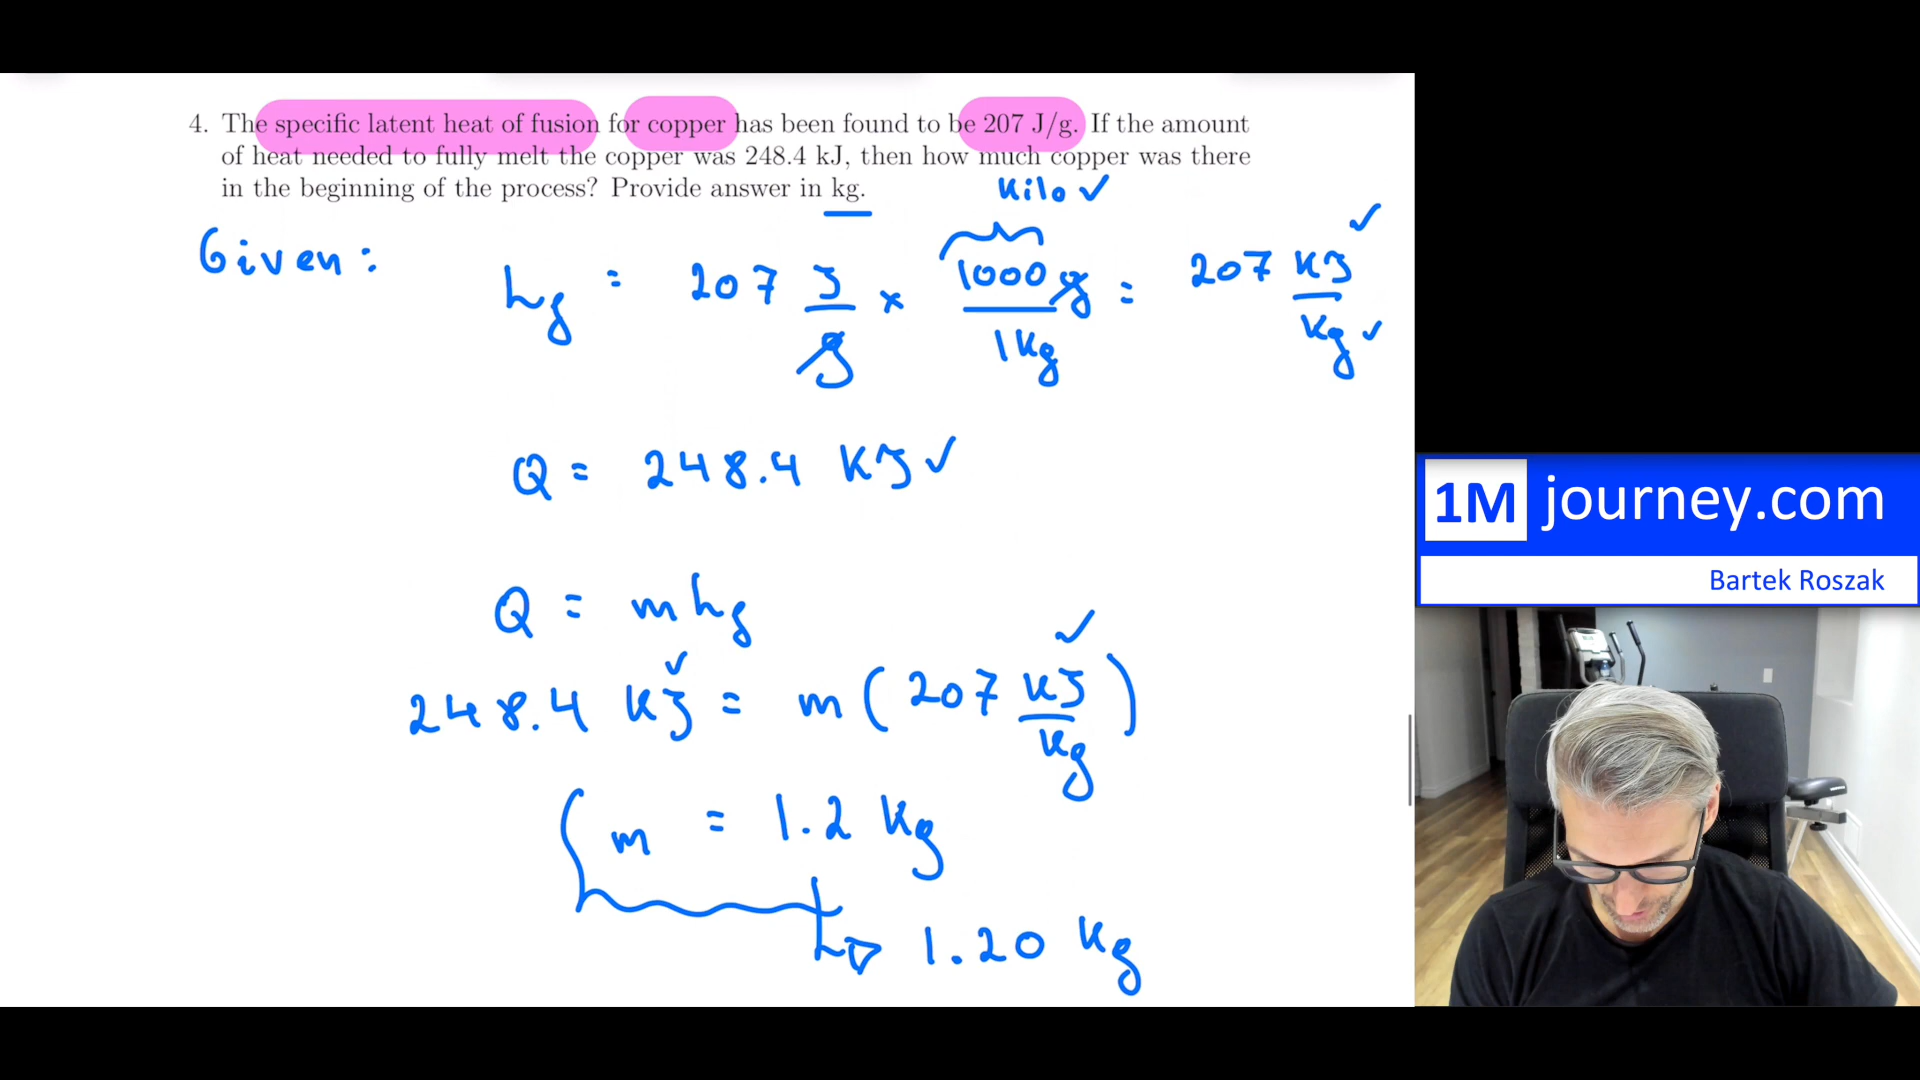 4. The specific latent heat of fusion for copper has been found to be 207 J/g. If the amount
of heat needed to fully melt the copper was 248.4 kJ, then how much copper was there
in the beginning of the process? Provide answer in kg.
Kilo ✓
Given:
hf = 207 J/g × 1000 g/1 kg = 207 kJ/kg ✓ ✓
Q = 248.4 kJ ✓
Q = m hf
248.4 kJ ✓ = m (207 kJ/kg) ✓
m = 1.2 kg
1.20 kg
1M journey.com
Bartek Roszak